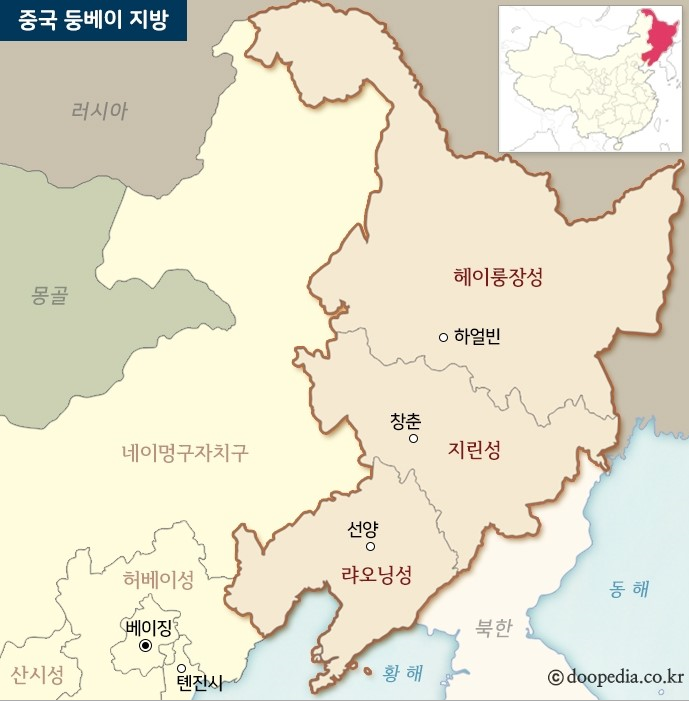 중국 둥베이 지방
러시아
몽골
헤이룽장성
하얼빈
창춘
지린성
네이멍구자치구
선양
랴오닝성
허베이성
베이징
동 해
북한
산시성
톈진시
황 해
ⓒdoopedia.co.kr